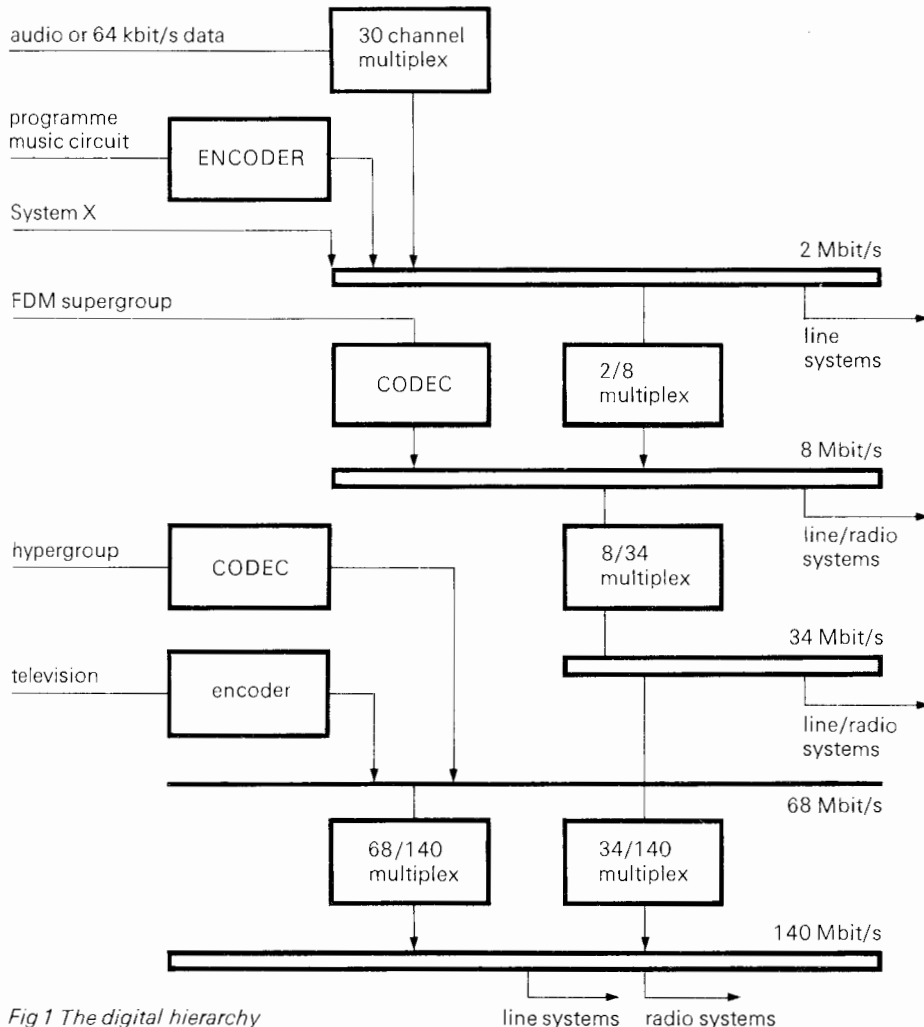 audio or 64 kbit/s data
30 channel
multiplex
programme
music circuit
ENCODER
System X
2 Mbit/s
FDM supergroup
line
systems
CODEC
2/8
multiplex
8 Mbit/s
line/radio
systems
hypergroup
CODEC
8/34
multiplex
34 Mbit/s
television
encoder
line/radio
systems
68 Mbit/s
68/140
multiplex
34/140
multiplex
140 Mbit/s
Fig 1 The digital hierarchy
line systems
radio systems